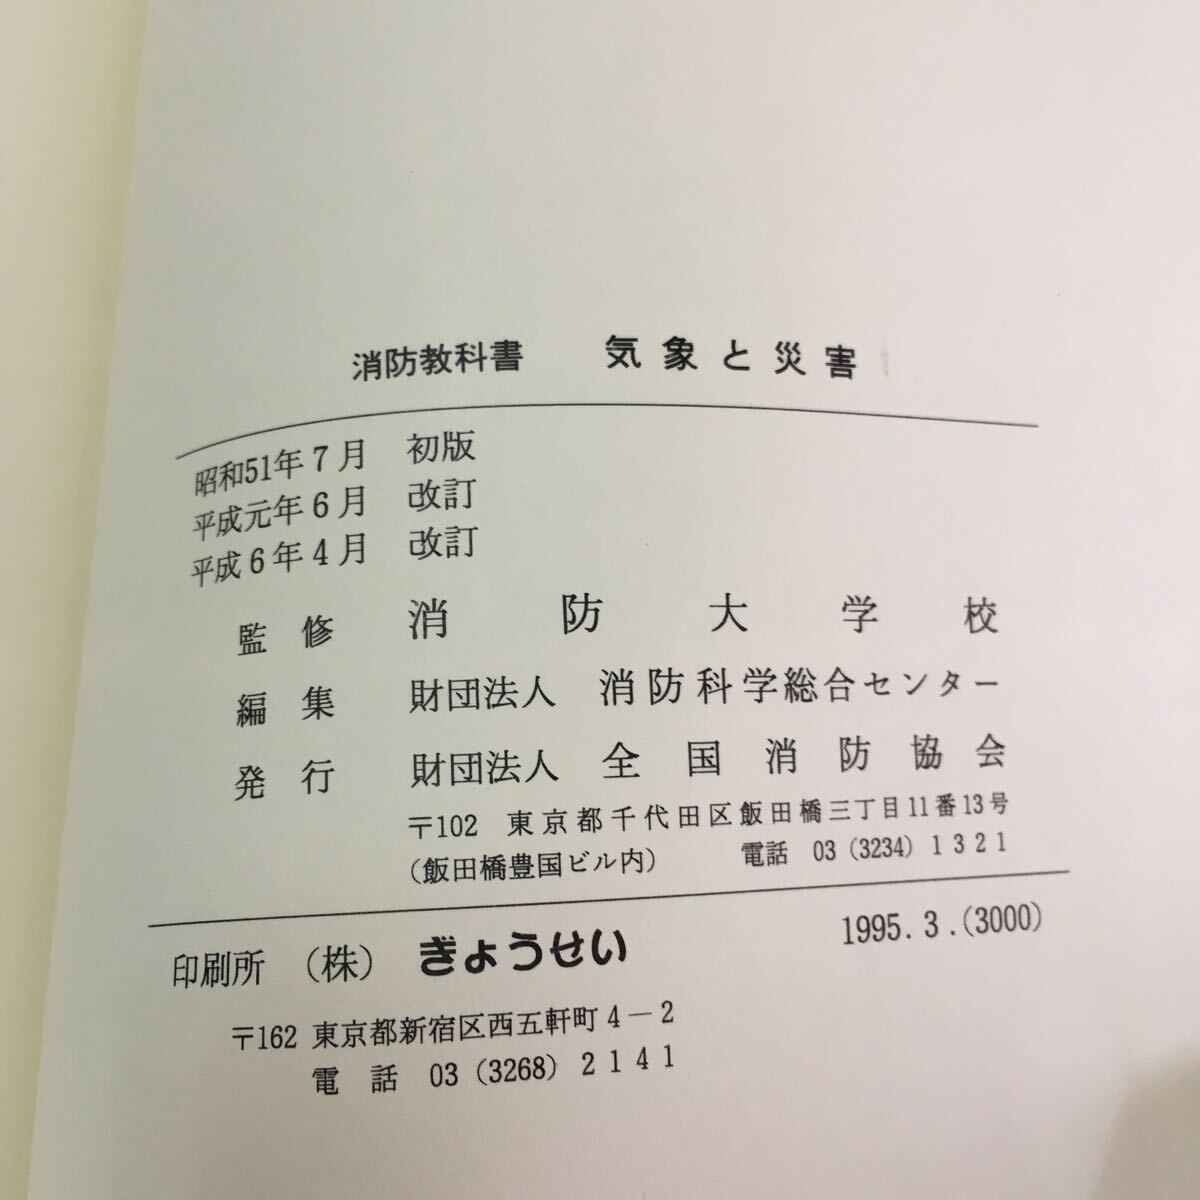 消防教科書　気象と災害
昭和51年7月　初版
平成元年6月　改訂
平成6年4月　改訂
監修　消防大学校
編集　財団法人　消防科学総合センター
発行　財団法人　全国消防協会
〒102　東京都千代田区飯田橋三丁目11番13号
（飯田橋豊国ビル内）　電話　03（3234）1321
印刷所　（株）　ぎょうせい　1995.3.（3000）
〒162　東京都新宿区西五軒町4－2
電話　03（3268）2141